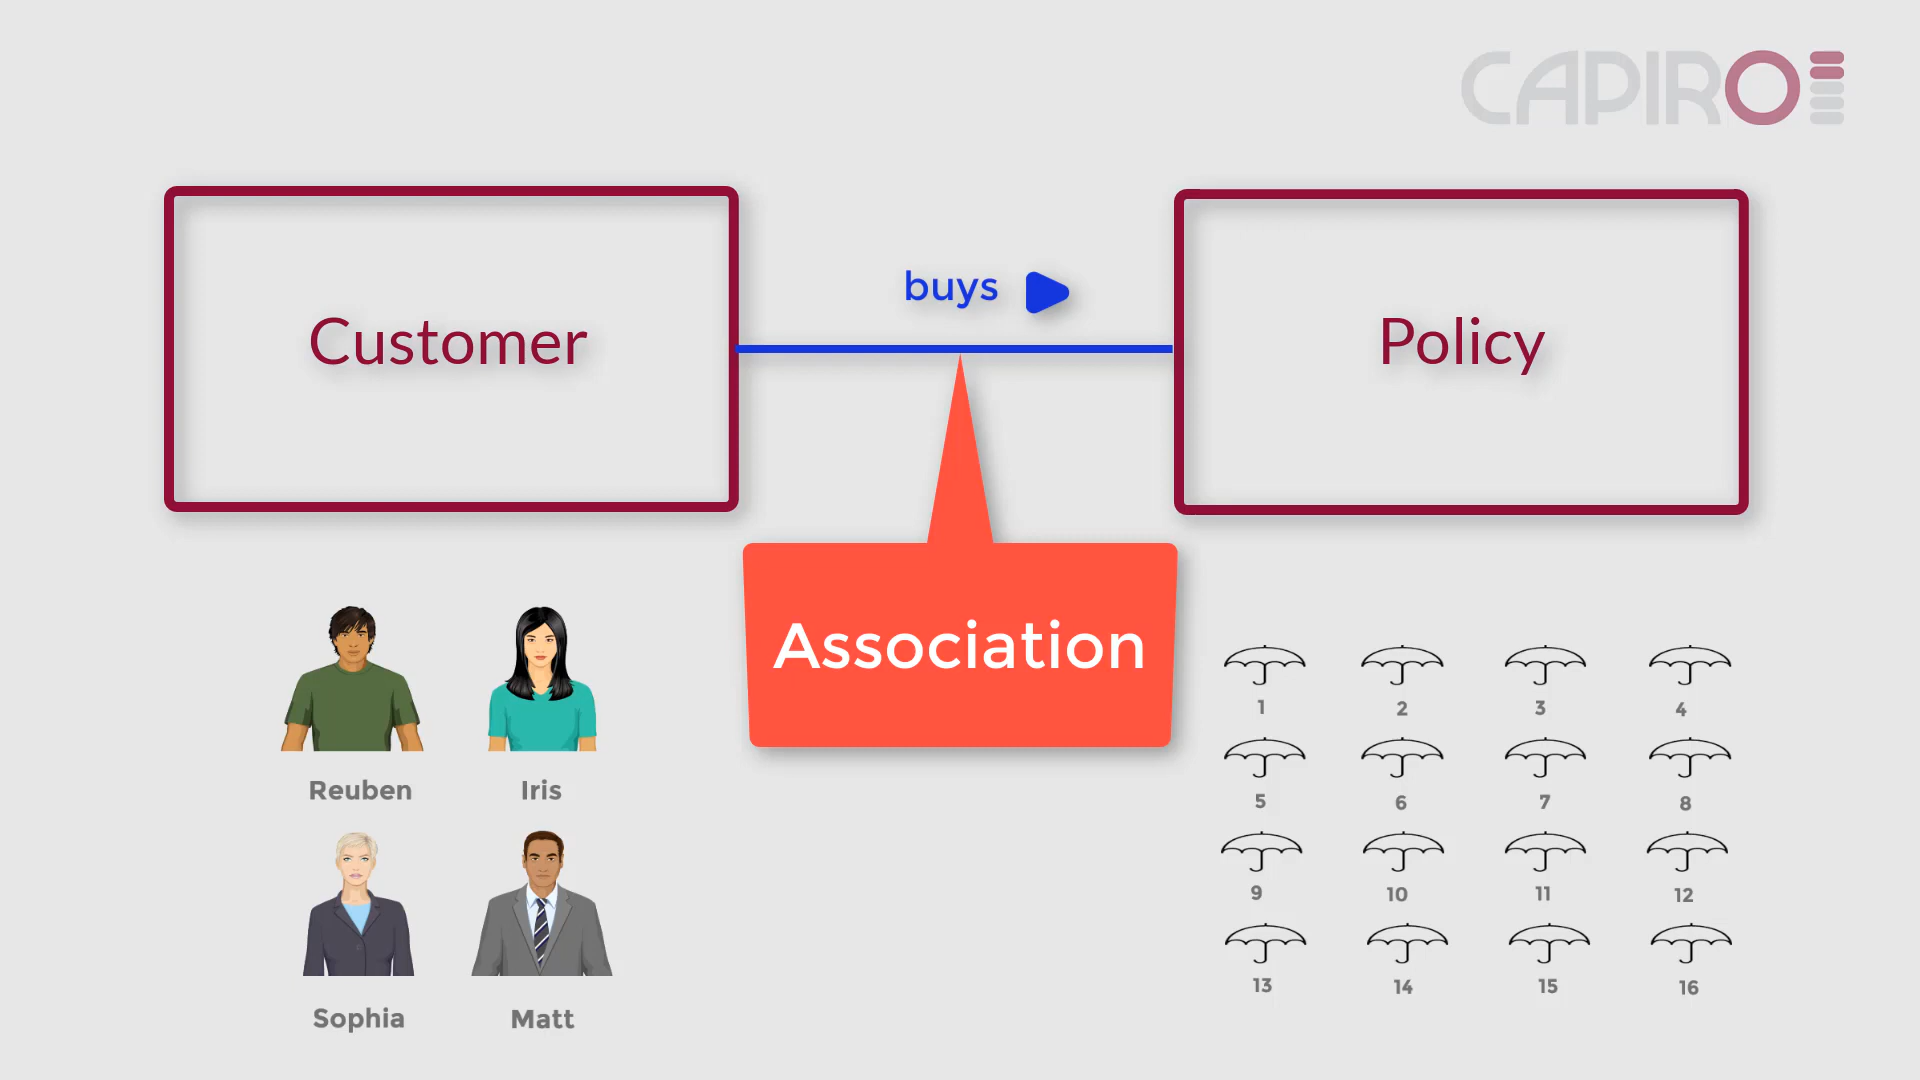 CAPIRO
buys
Customer
Policy
Association
Reuben
Iris
Sophia
Matt
1 2 3 4
5 6 7 8
9 10 11 12
13 14 15 16